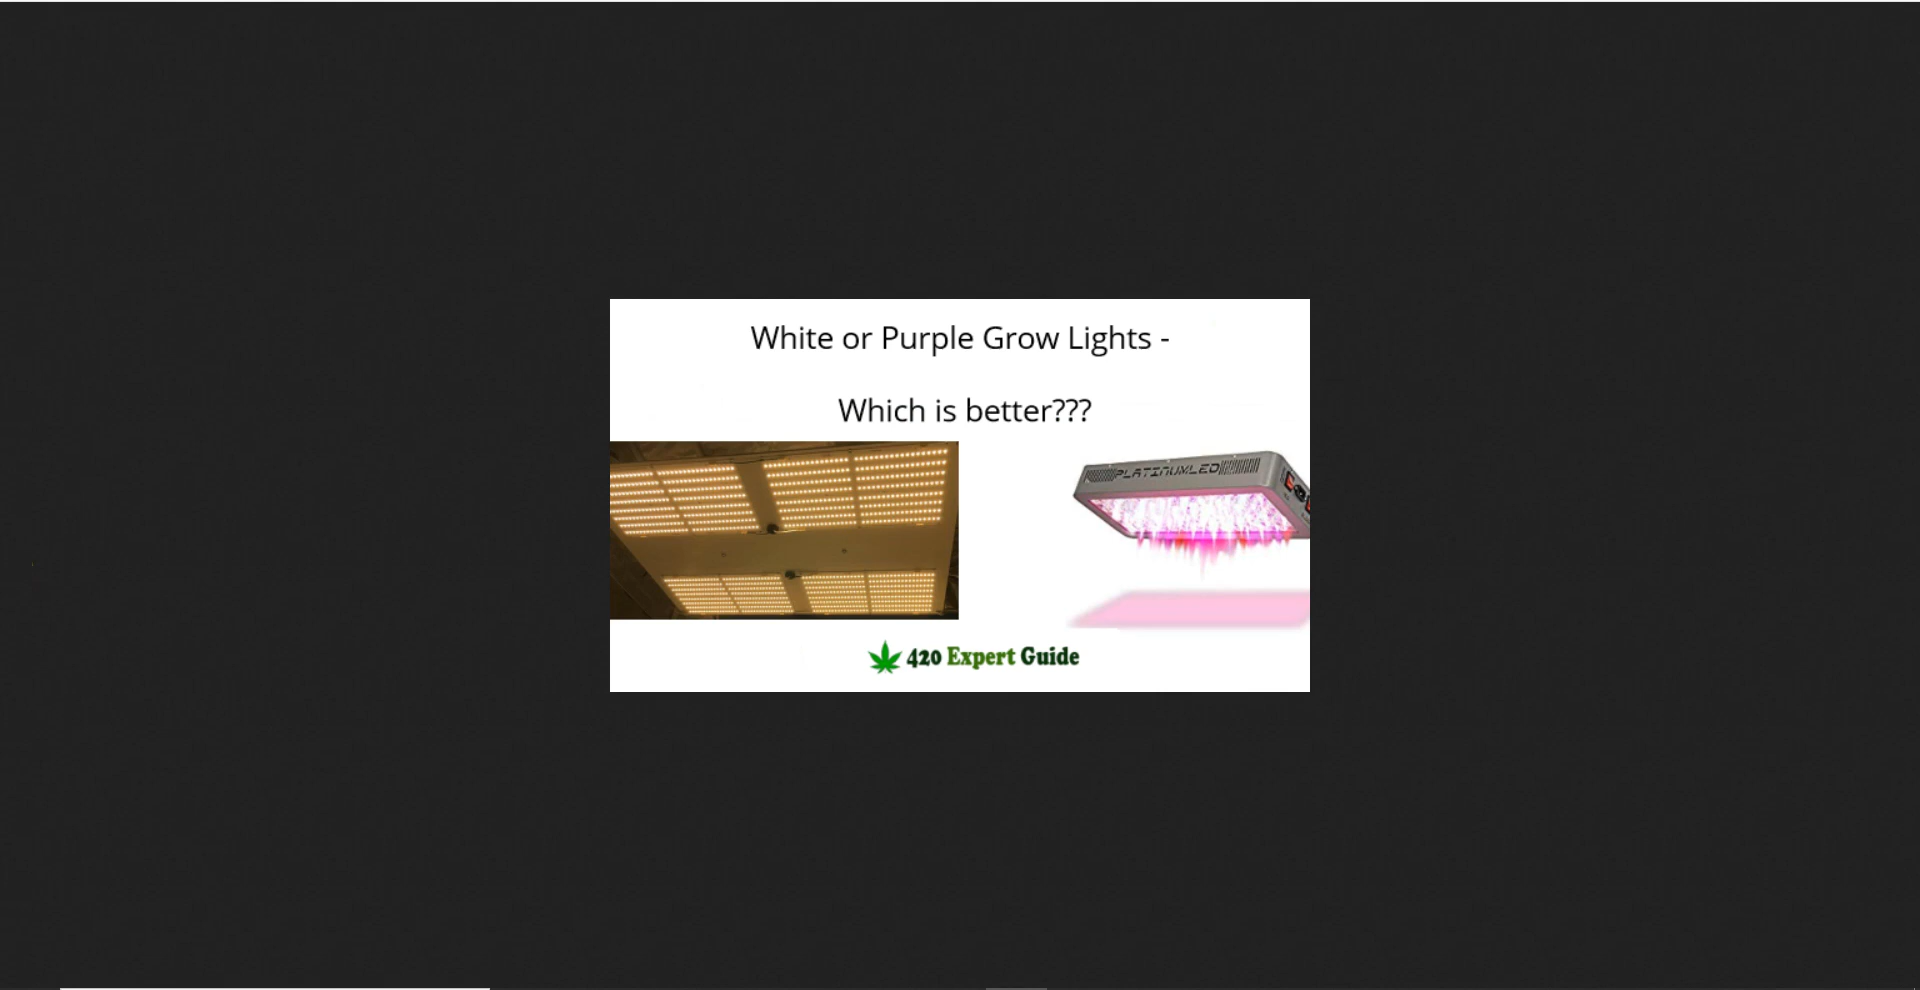 White or Purple Grow Lights -
Which is better???
PLATINUMLED
420 Expert Guide